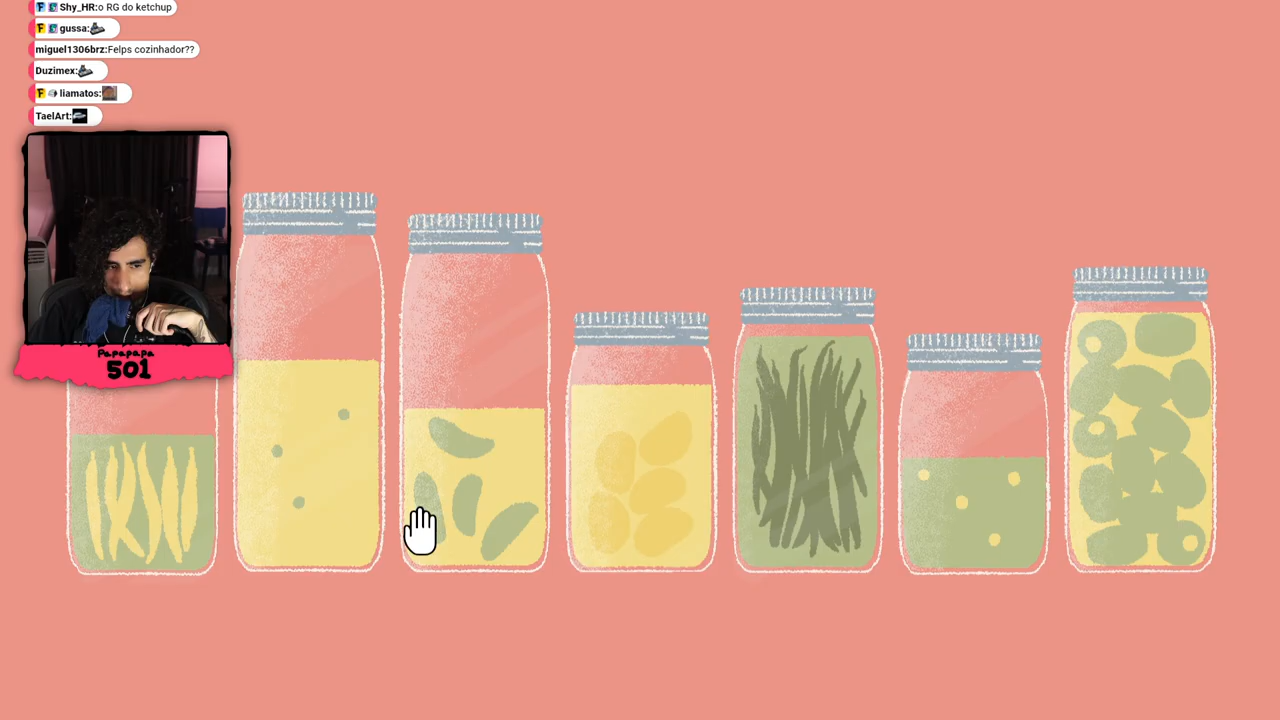 Shy_HR:o RG do ketchup
gussa:
miguel1306brz:Felps cozinhador??
Duzimex:
liamatos:
TaelArt:
Papapapa
501